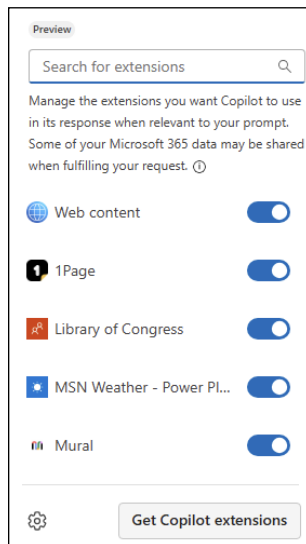 Preview
Search for extensions
Manage the extensions you want Copilot to use
in its response when relevant to your prompt.
Some of your Microsoft 365 data may be shared
when fulfilling your request.
Web content
1Page
Library of Congress
MSN Weather - Power Pl...
Mural
Get Copilot extensions